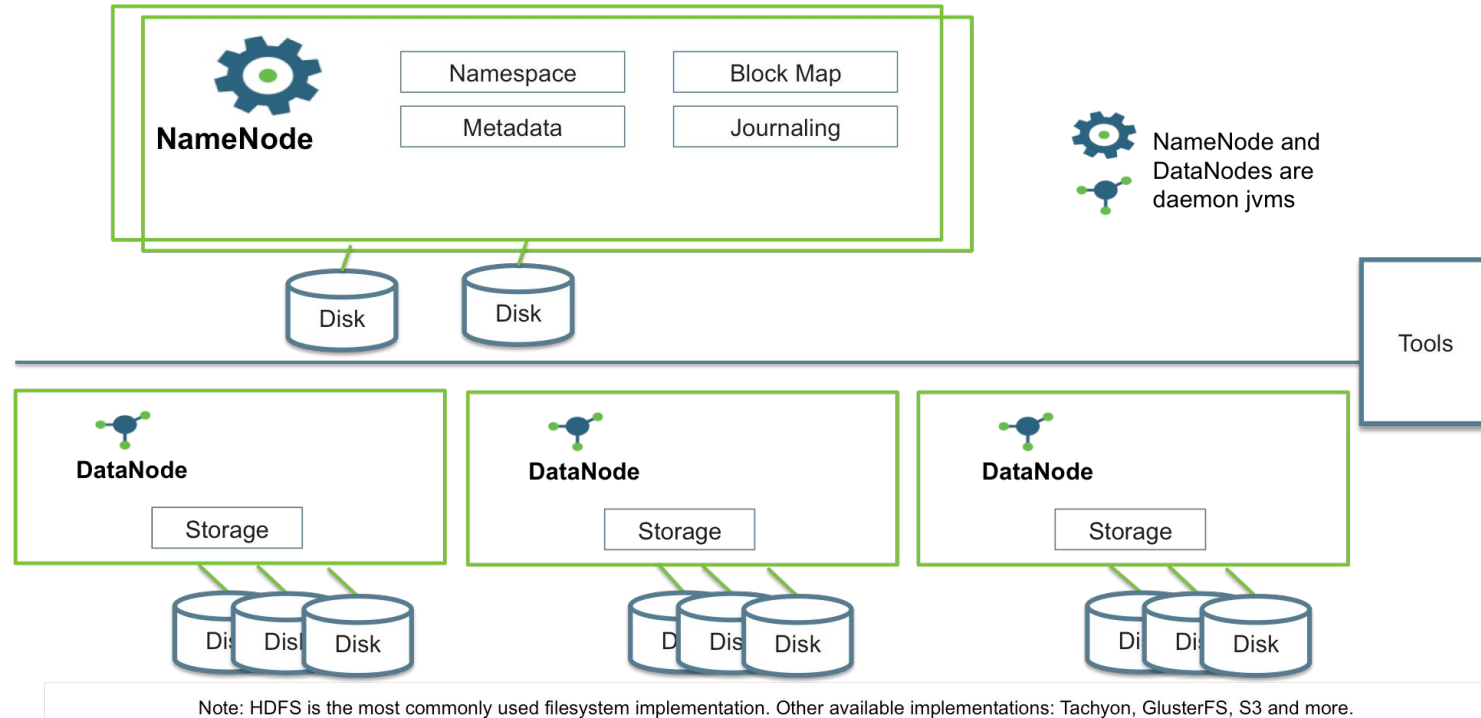 Namespace
Block Map
Metadata
Journaling
NameNode
NameNode and
DataNodes are
daemon jvms
Disk
Disk
Tools
DataNode
DataNode
DataNode
Storage
Storage
Storage
Disk
Disk
Disk
Note: HDFS is the most commonly used filesystem implementation. Other available implementations: Tachyon, GlusterFS, S3 and more.